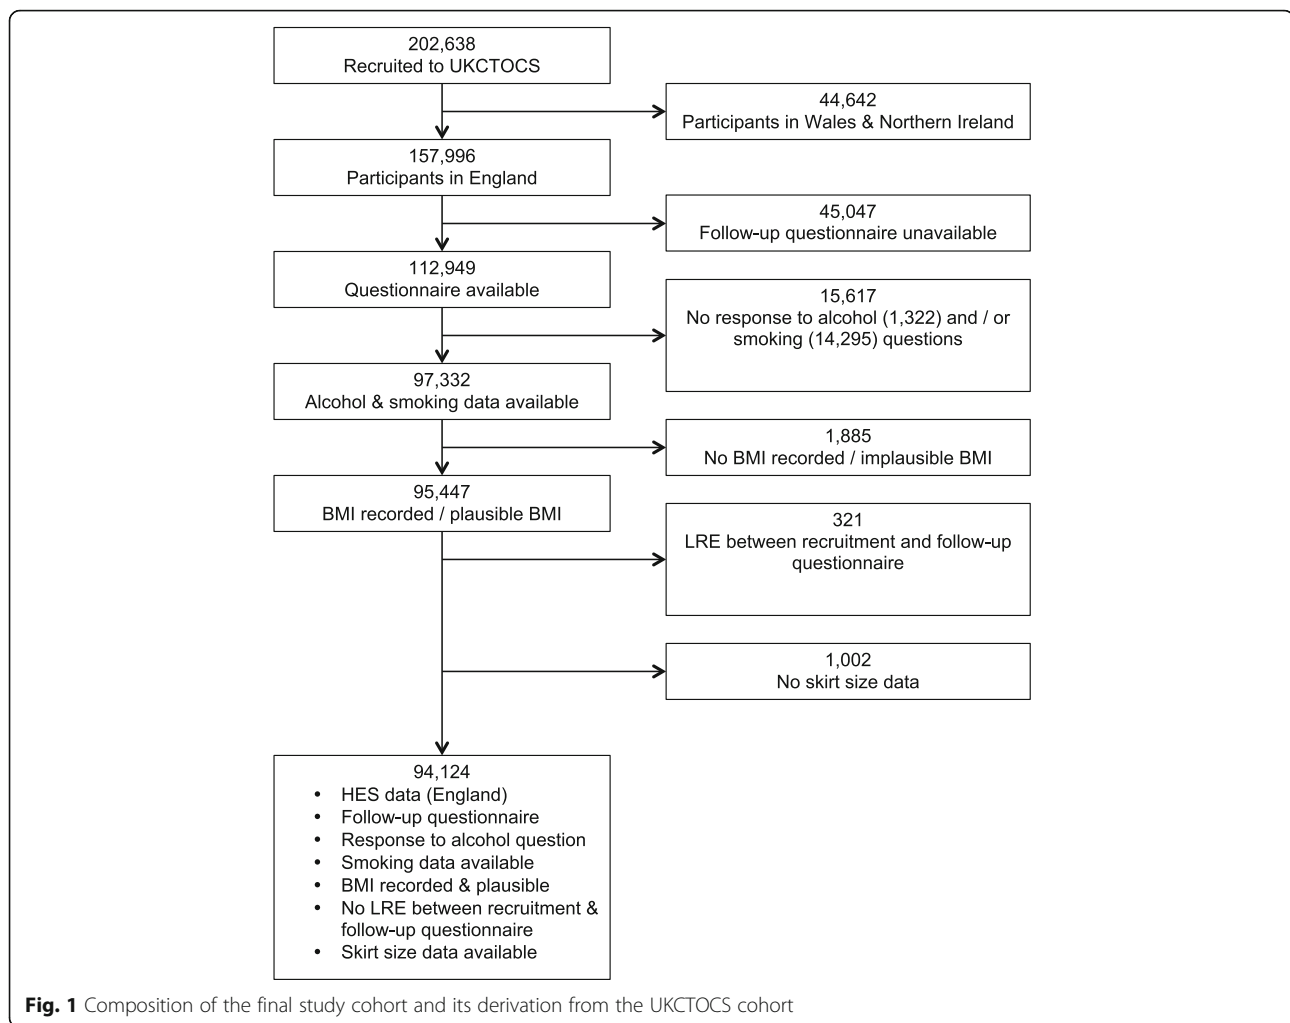 202,638
Recruited to UKCTOCS
44,642
Participants in Wales & Northern Ireland
157,996
Participants in England
45,047
Follow-up questionnaire unavailable
112,949
Questionnaire available
15,617
No response to alcohol (1,322) and / or
smoking (14,295) questions
97,332
Alcohol & smoking data available
1,885
No BMI recorded / implausible BMI
95,447
BMI recorded / plausible BMI
321
LRE between recruitment and follow-up
questionnaire
1,002
No skirt size data
94,124
• HES data (England)
• Follow-up questionnaire
• Response to alcohol question
• Smoking data available
• BMI recorded & plausible
• No LRE between recruitment &
follow-up questionnaire
• Skirt size data available
Fig. 1 Composition of the final study cohort and its derivation from the UKCTOCS cohort